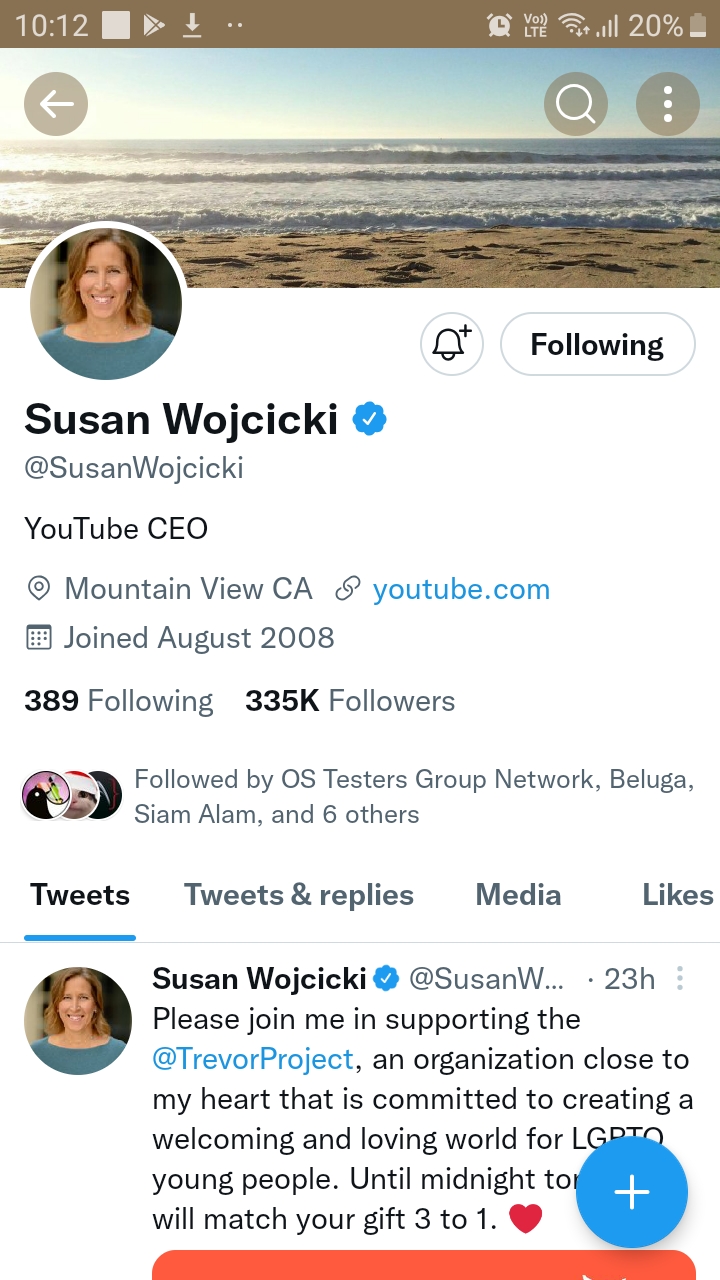 10:12 Vo)) LTE 20%
Following
Susan Wojcicki
@SusanWojcicki
YouTube CEO
Mountain View CA youtube.com
Joined August 2008
389 Following 335K Followers
Followed by OS Testers Group Network, Beluga,
Siam Alam, and 6 others
Tweets Tweets & replies Media Likes
Susan Wojcicki @SusanW... · 23h
Please join me in supporting the
@TrevorProject, an organization close to
my heart that is committed to creating a
welcoming and loving world for LGBTQ
young people. Until midnight
will match your gift 3 to 1. ❤️